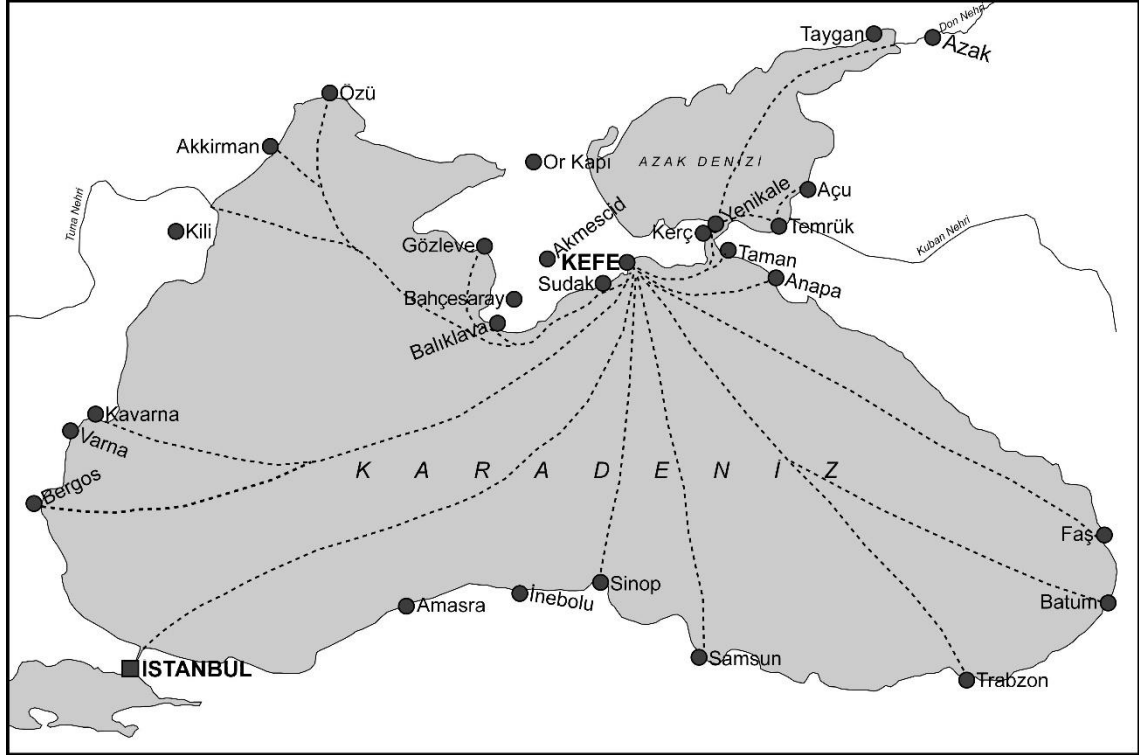 Taygan
Don Nehri
Azak
Özü
Akkirman
Or Kapı
AZAK DENİZİ
Açu
Tuna Nehri
Kili
Yenikale
Kerç
Temrük
Kuban Nehri
Gözleve
Akmescid
KEFE
Taman
Sudak
Anapa
Bahçesaray
Balıklava
Kavarna
Varna
KARADENİZ
Bergos
Faş
Sinop
İnebolu
Amasra
Batum
Samsun
ISTANBUL
Trabzon